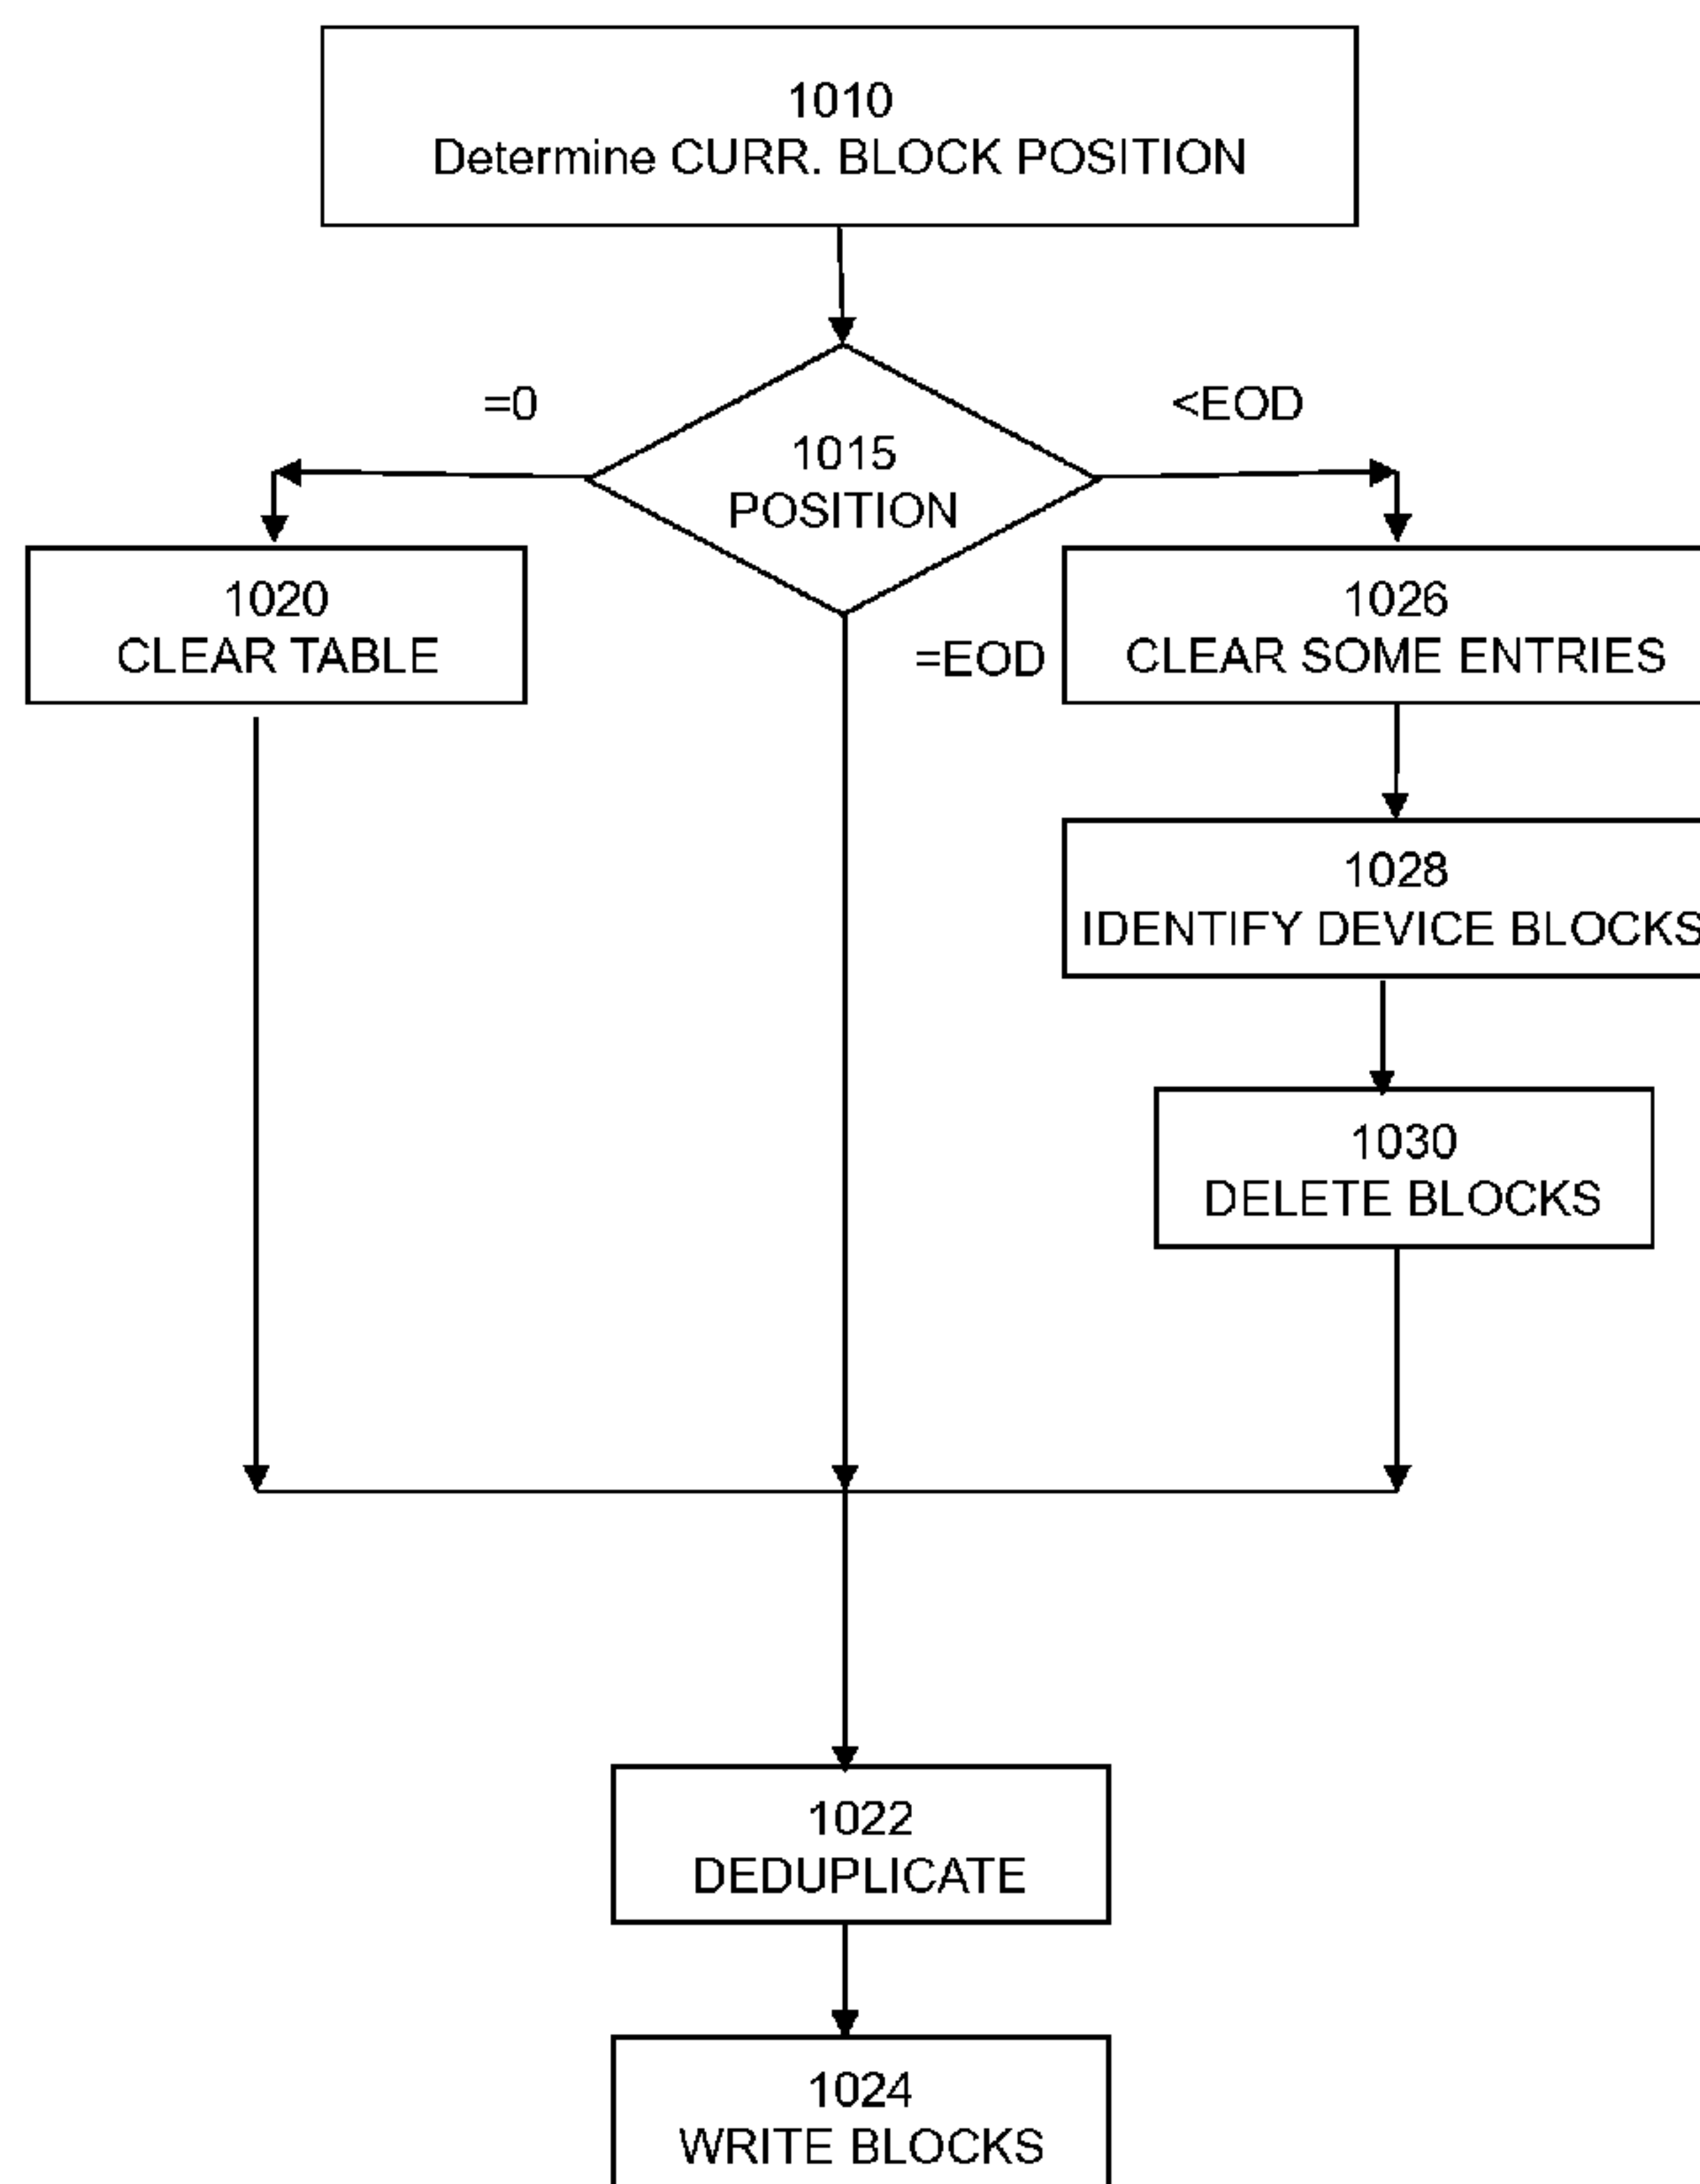 1010
Determine CURR. BLOCK POSITION
=0
<EOD
1015
POSITION
1020
CLEAR TABLE
=EOD
1026
CLEAR SOME ENTRIES
1028
IDENTIFY DEVICE BLOCKS
1030
DELETE BLOCKS
1022
DEDUPLICATE
1024
WRITE BLOCKS